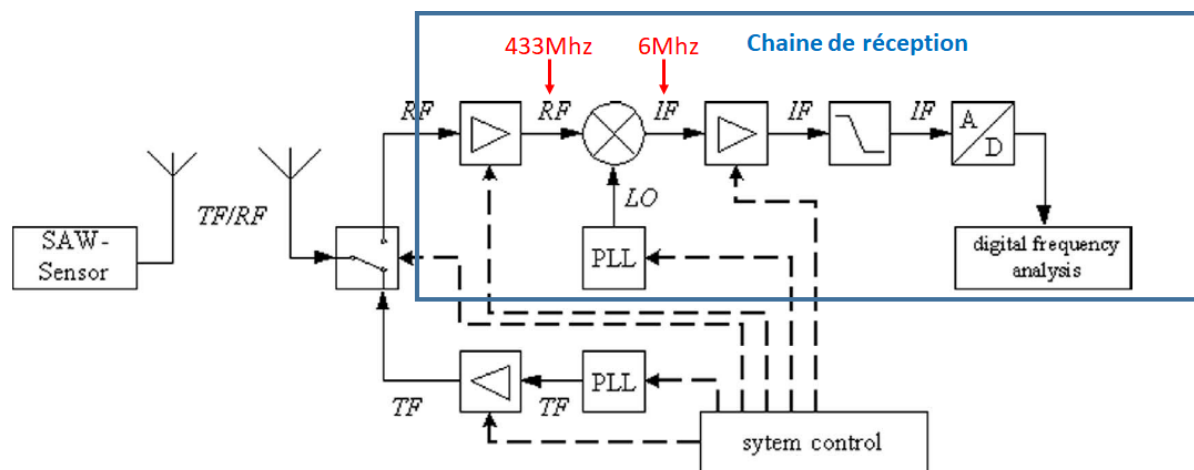 Chaine de réception
433Mhz
6Mhz
RF
RF
IF
IF
IF
A
D
LO
TF/RF
SAW-
Sensor
PLL
digital frequency
analysis
PLL
TF
TF
sytem control